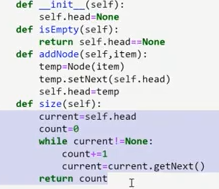 def __init__(self):
    self.head=None
def isEmpty(self):
    return self.head==None
def addNode(self,item):
    temp=Node(item)
    temp.setNext(self.head)
    self.head=temp
def size(self):
    current=self.head
    count=0
    while current!=None:
        count+=1
        current=current.getNext()
    return count